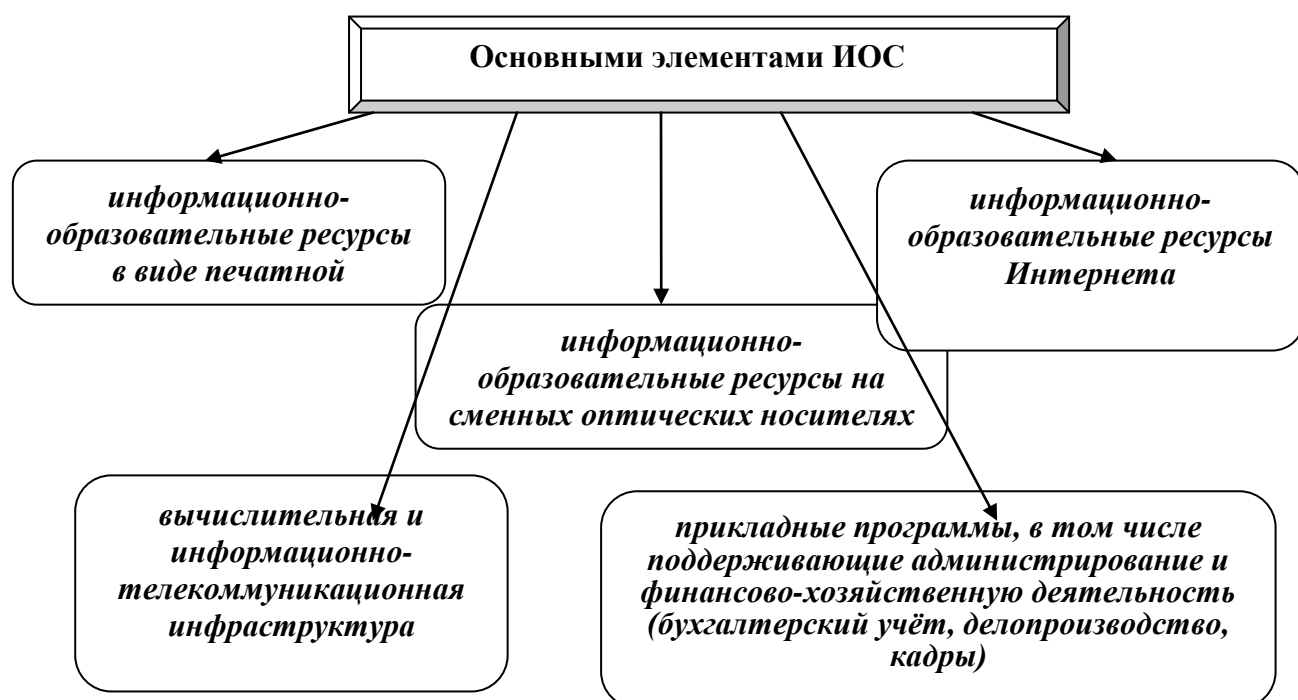 Основными элементами ИОС
информационно-
образовательные ресурсы
в виде печатной
информационно-
образовательные ресурсы
Интернета
информационно-
образовательные ресурсы на
сменных оптических носителях
вычислительная и
информационно-
телекоммуникационная
инфраструктура
прикладные программы, в том числе
поддерживающие администрирование и
финансово-хозяйственную деятельность
(бухгалтерский учёт, делопроизводство,
кадры)